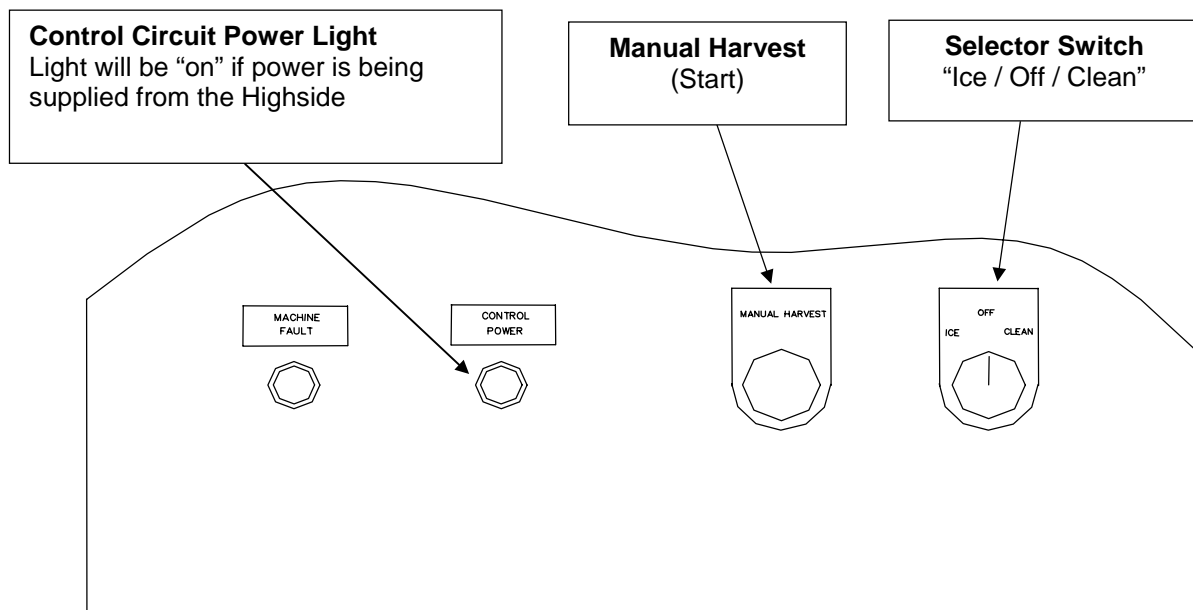 Control Circuit Power Light
Light will be “on” if power is being
supplied from the Highside
Manual Harvest
(Start)
Selector Switch
“Ice / Off / Clean”
MACHINE
FAULT
CONTROL
POWER
MANUAL HARVEST
OFF
ICE
CLEAN